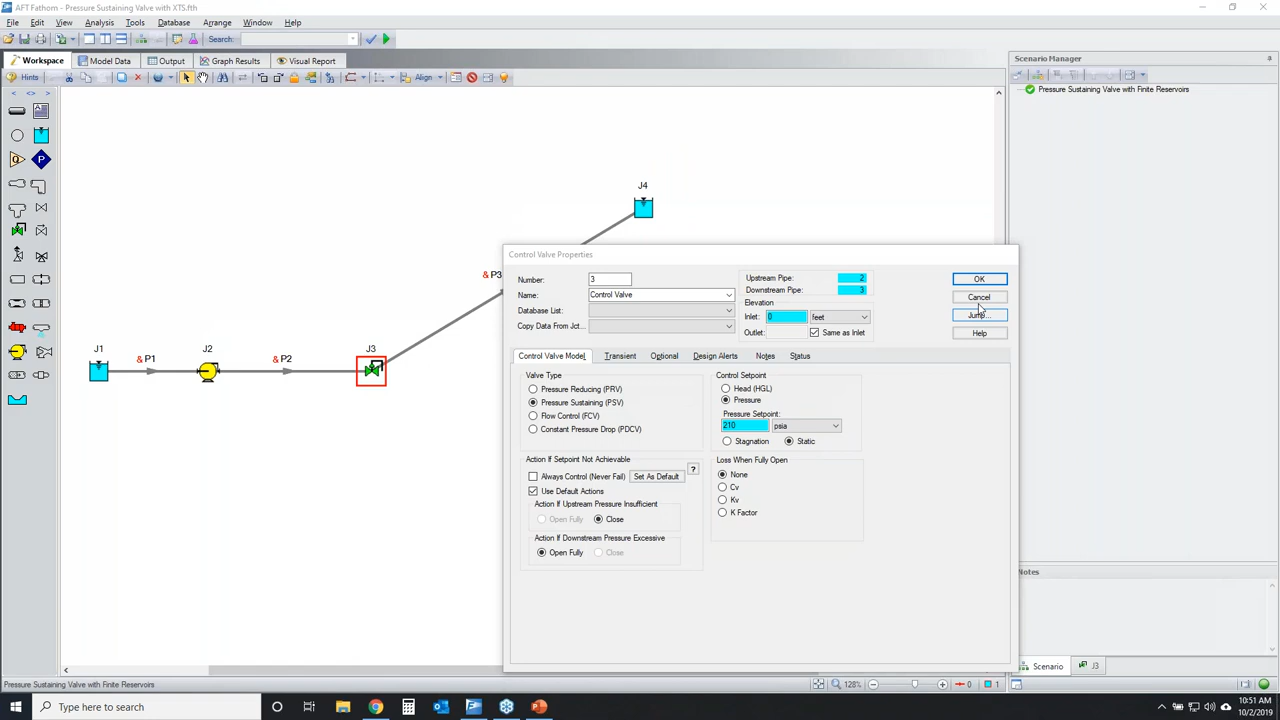 AFT Fathom - Pressure Sustaining Valve with XTS.fth
File Edit View Analysis Tools Database Arrange Window Help
Search:
Workspace Model Data Output Graph Results Visual Report
Hints Align
Scenario Manager
Pressure Sustaining Valve with Finite Reservoirs
J4
& P3
J1 & P1 J2 & P2 J3
Control Valve Properties
Number: 3
Name: Control Valve
Database List:
Copy Data From Jct...
Upstream Pipe: 2
Downstream Pipe: 3
Elevation
Inlet: 0 feet
Outlet: Same as Inlet
OK
Cancel
Jump...
Help
Control Valve Model Transient Optional Design Alerts Notes Status
Valve Type
Pressure Reducing (PRV)
Pressure Sustaining (PSV)
Flow Control (FCV)
Constant Pressure Drop (PDCV)
Control Setpoint
Head (HGL)
Pressure
Pressure Setpoint:
210 psia
Stagnation Static
Action If Setpoint Not Achievable
Always Control (Never Fail) Set As Default ?
Use Default Actions
Action If Upstream Pressure Insufficient
Open Fully Close
Action If Downstream Pressure Excessive
Open Fully Close
Loss When Fully Open
None
Cv
Kv
K Factor
Notes
Scenario J3
Pressure Sustaining Valve with Finite Reservoirs 128% 0 1
Type here to search
10:51 AM
10/2/2019